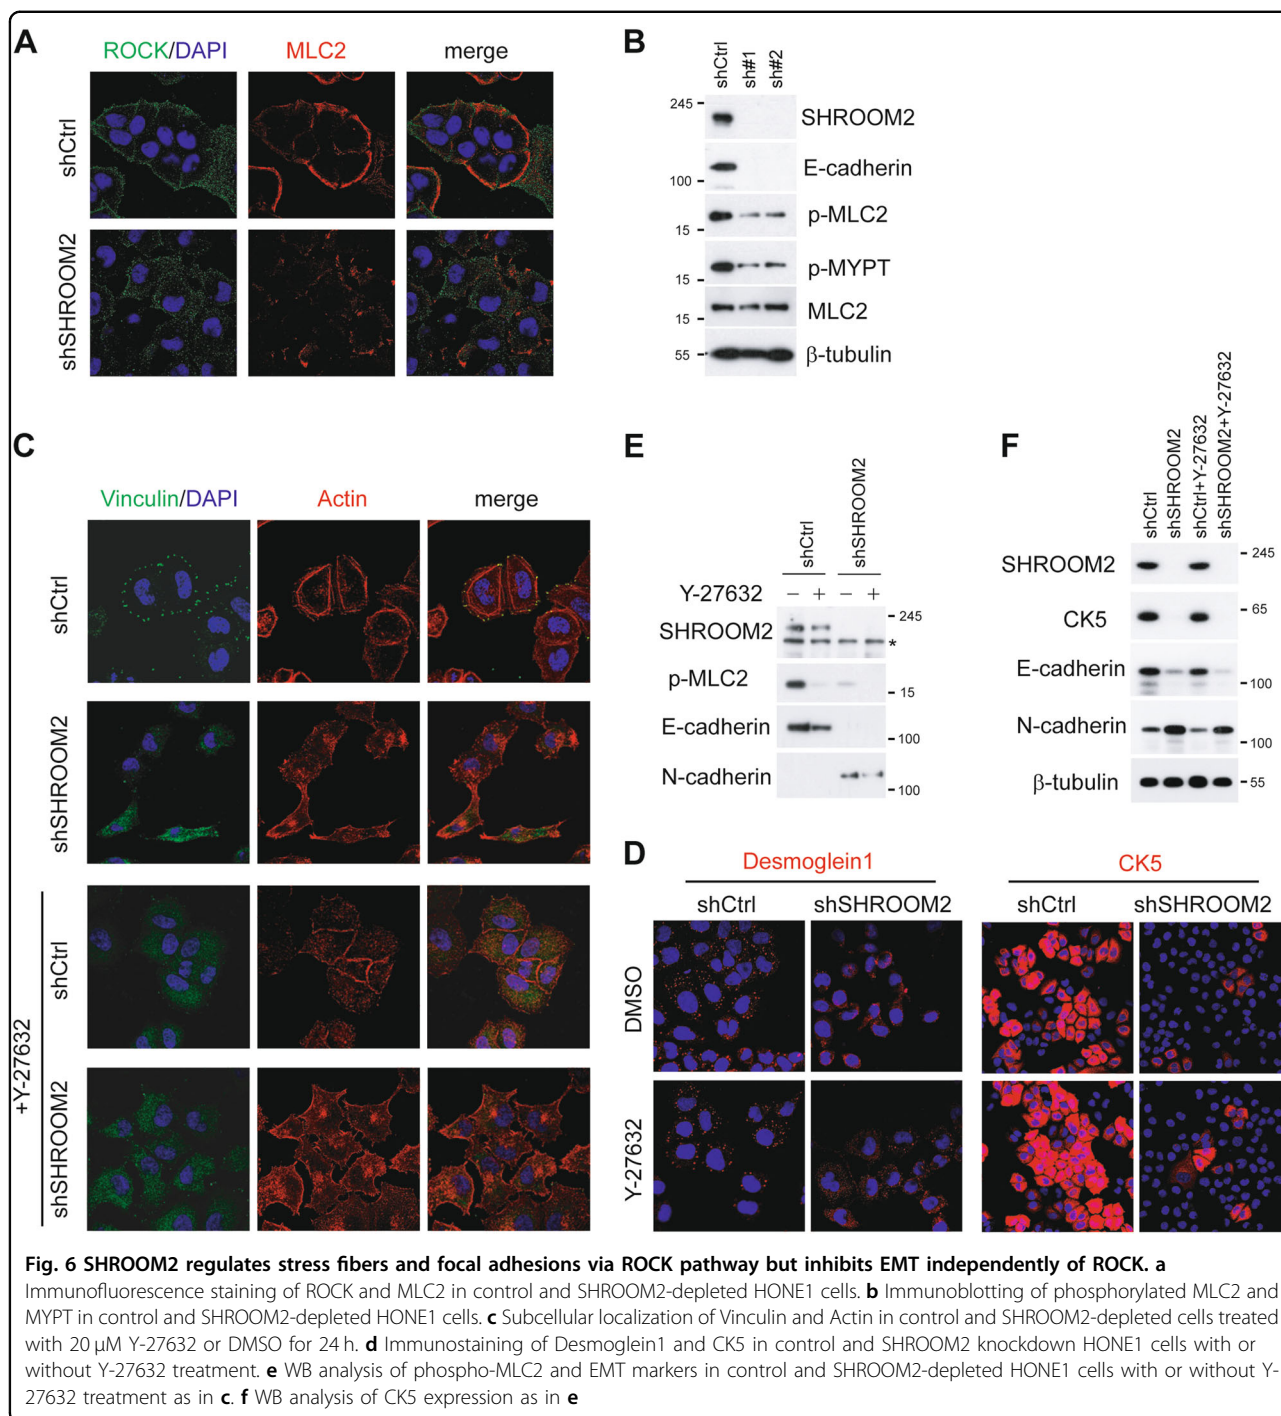 A
ROCK/DAPI MLC2 merge
shCtrl
shSHROOM2
B
shCtrl sh#1 sh#2
245
SHROOM2
E-cadherin
100
p-MLC2
15
p-MYPT
15
MLC2
15
55 β-tubulin
C
Vinculin/DAPI Actin merge
shCtrl
shSHROOM2
+Y-27632
shCtrl
shSHROOM2
E
shCtrl shSHROOM2
Y-27632 − + − +
SHROOM2 245
*
p-MLC2 15
E-cadherin 100
N-cadherin 100
F
shCtrl shSHROOM2 shCtrl+Y-27632 shSHROOM2+Y-27632
SHROOM2 245
CK5 65
E-cadherin 100
N-cadherin 100
β-tubulin 55
D
Desmoglein1 CK5
shCtrl shSHROOM2 shCtrl shSHROOM2
DMSO
Y-27632
Fig. 6 SHROOM2 regulates stress fibers and focal adhesions via ROCK pathway but inhibits EMT independently of ROCK. a
Immunofluorescence staining of ROCK and MLC2 in control and SHROOM2-depleted HONE1 cells. b Immunoblotting of phosphorylated MLC2 and
MYPT in control and SHROOM2-depleted HONE1 cells. c Subcellular localization of Vinculin and Actin in control and SHROOM2-depleted cells treated
with 20 μM Y-27632 or DMSO for 24 h. d Immunostaining of Desmoglein1 and CK5 in control and SHROOM2 knockdown HONE1 cells with or
without Y-27632 treatment. e WB analysis of phospho-MLC2 and EMT markers in control and SHROOM2-depleted HONE1 cells with or without Y-
27632 treatment as in c. f WB analysis of CK5 expression as in e